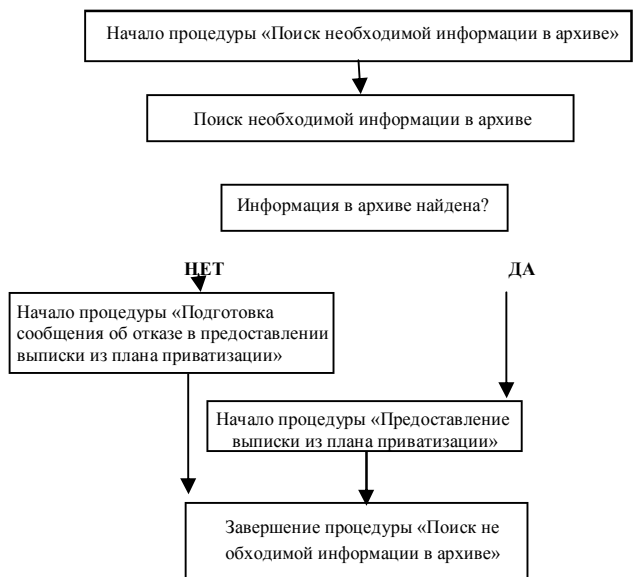 Начало процедуры «Поиск необходимой информации в архиве»
Поиск необходимой информации в архиве
Информация в архиве найдена?
НЕТ
ДА
Начало процедуры «Подготовка
сообщения об отказе в предоставлении
выписки из плана приватизации»
Начало процедуры «Предоставление
выписки из плана приватизации»
Завершение процедуры «Поиск не
обходимой информации в архиве»